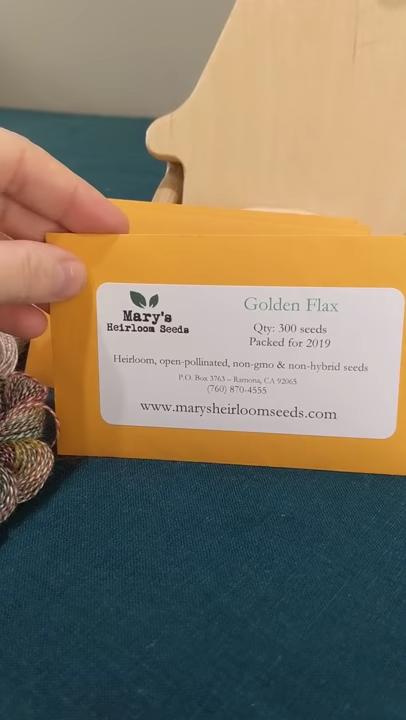 Mary's
Heirloom Seeds
Golden Flax
Qty: 300 seeds
Packed for 2019
Heirloom, open-pollinated, non-gmo & non-hybrid seeds
P.O. Box 3763 – Ramona, CA 92065
(760) 870-4555
www.marysheirloomseeds.com